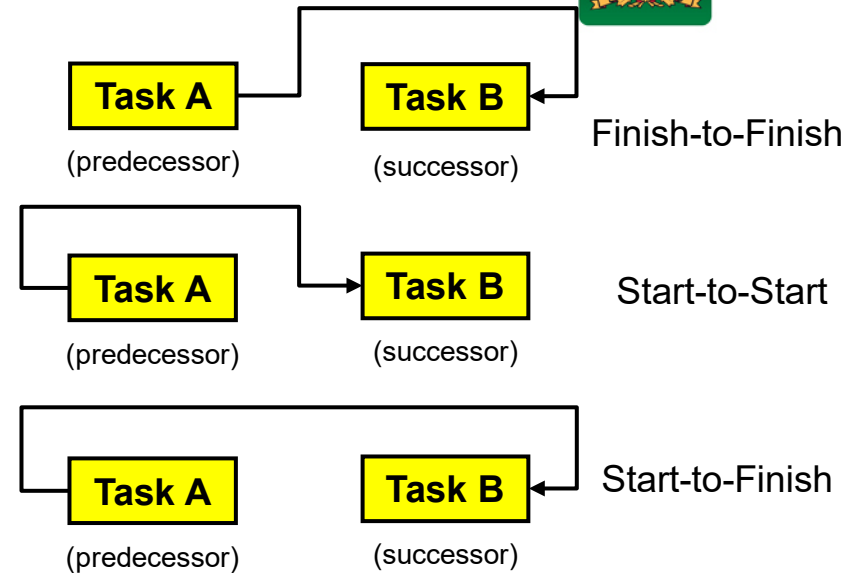 Task A
Task B
Finish-to-Finish
(predecessor)
(successor)
Task A
Task B
Start-to-Start
(predecessor)
(successor)
Task A
Task B
Start-to-Finish
(predecessor)
(successor)